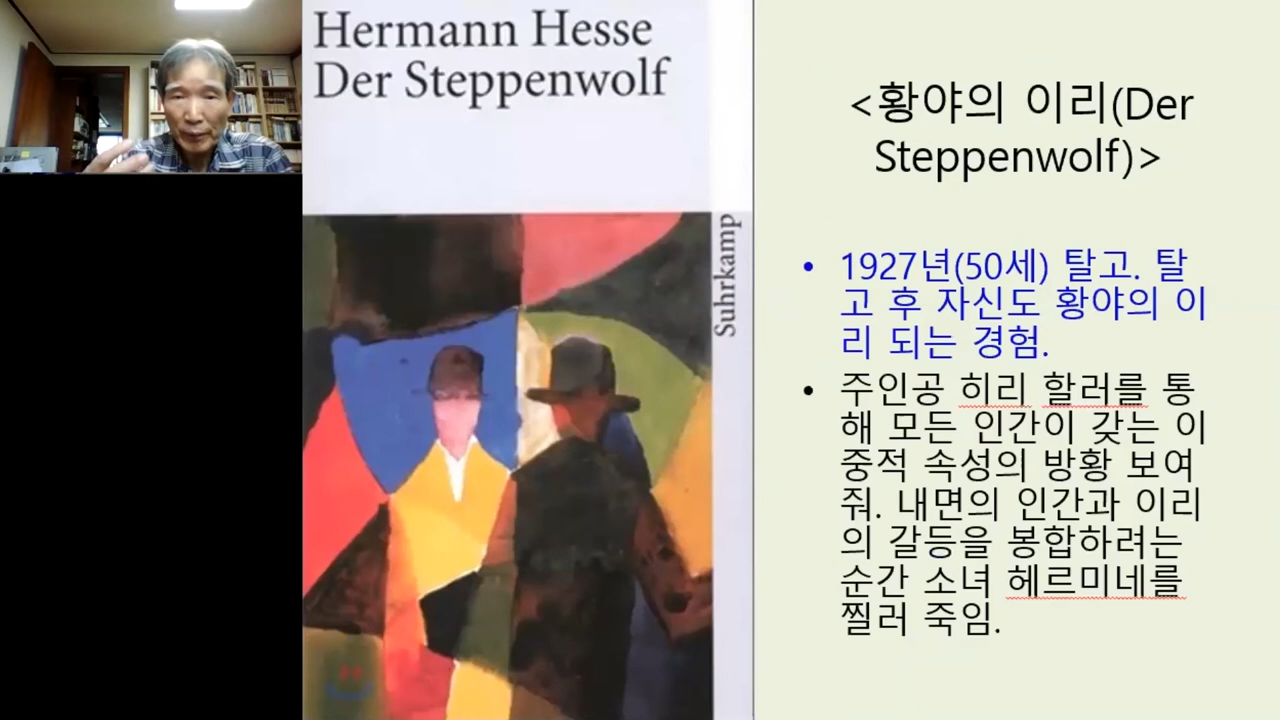 Hermann Hesse
Der Steppenwolf
Suhrkamp
<황야의 이리(Der
Steppenwolf)>
• 1927년(50세) 탈고. 탈
고 후 자신도 황야의 이
리 되는 경험.
• 주인공 히리 할러를 통
해 모든 인간이 갖는 이
중적 속성의 방황 보여
줘. 내면의 인간과 이리
의 갈등을 봉합하려는
순간 소녀 헤르미네를
찔러 죽임.